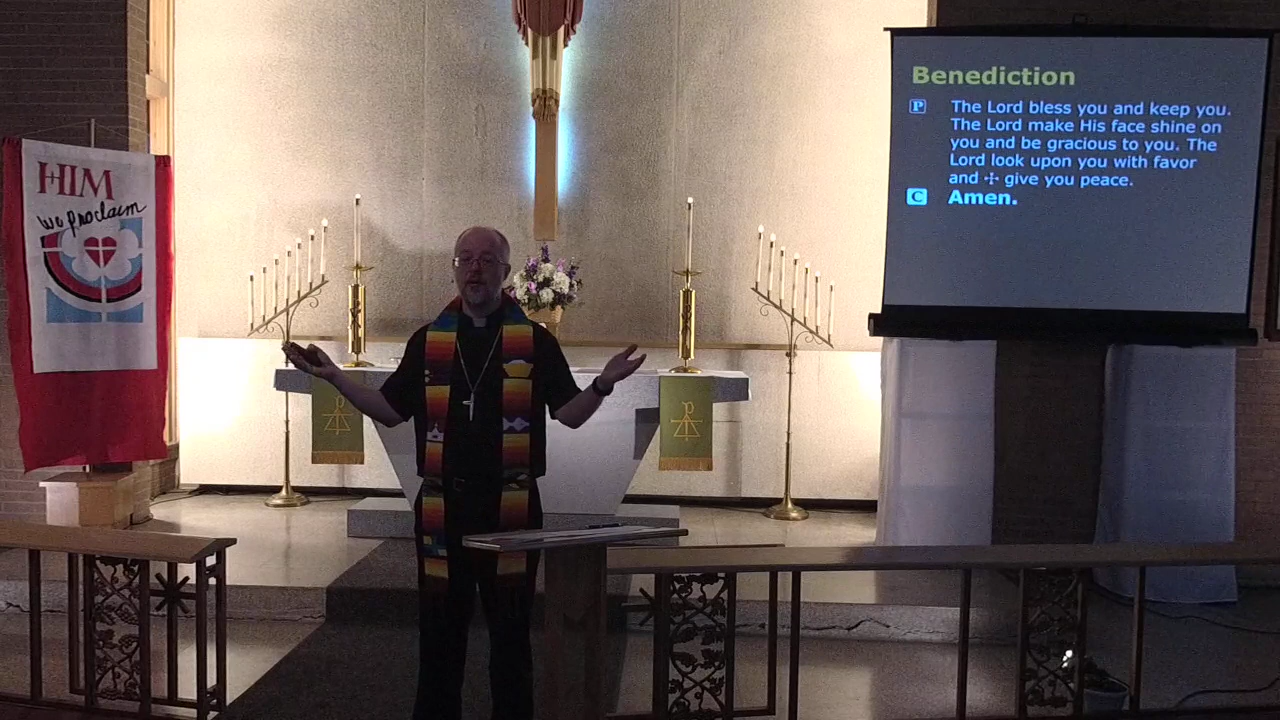 HIM
we proclaim
Benediction
P The Lord bless you and keep you.
The Lord make His face shine on
you and be gracious to you. The
Lord look upon you with favor
and ☩ give you peace.
C Amen.